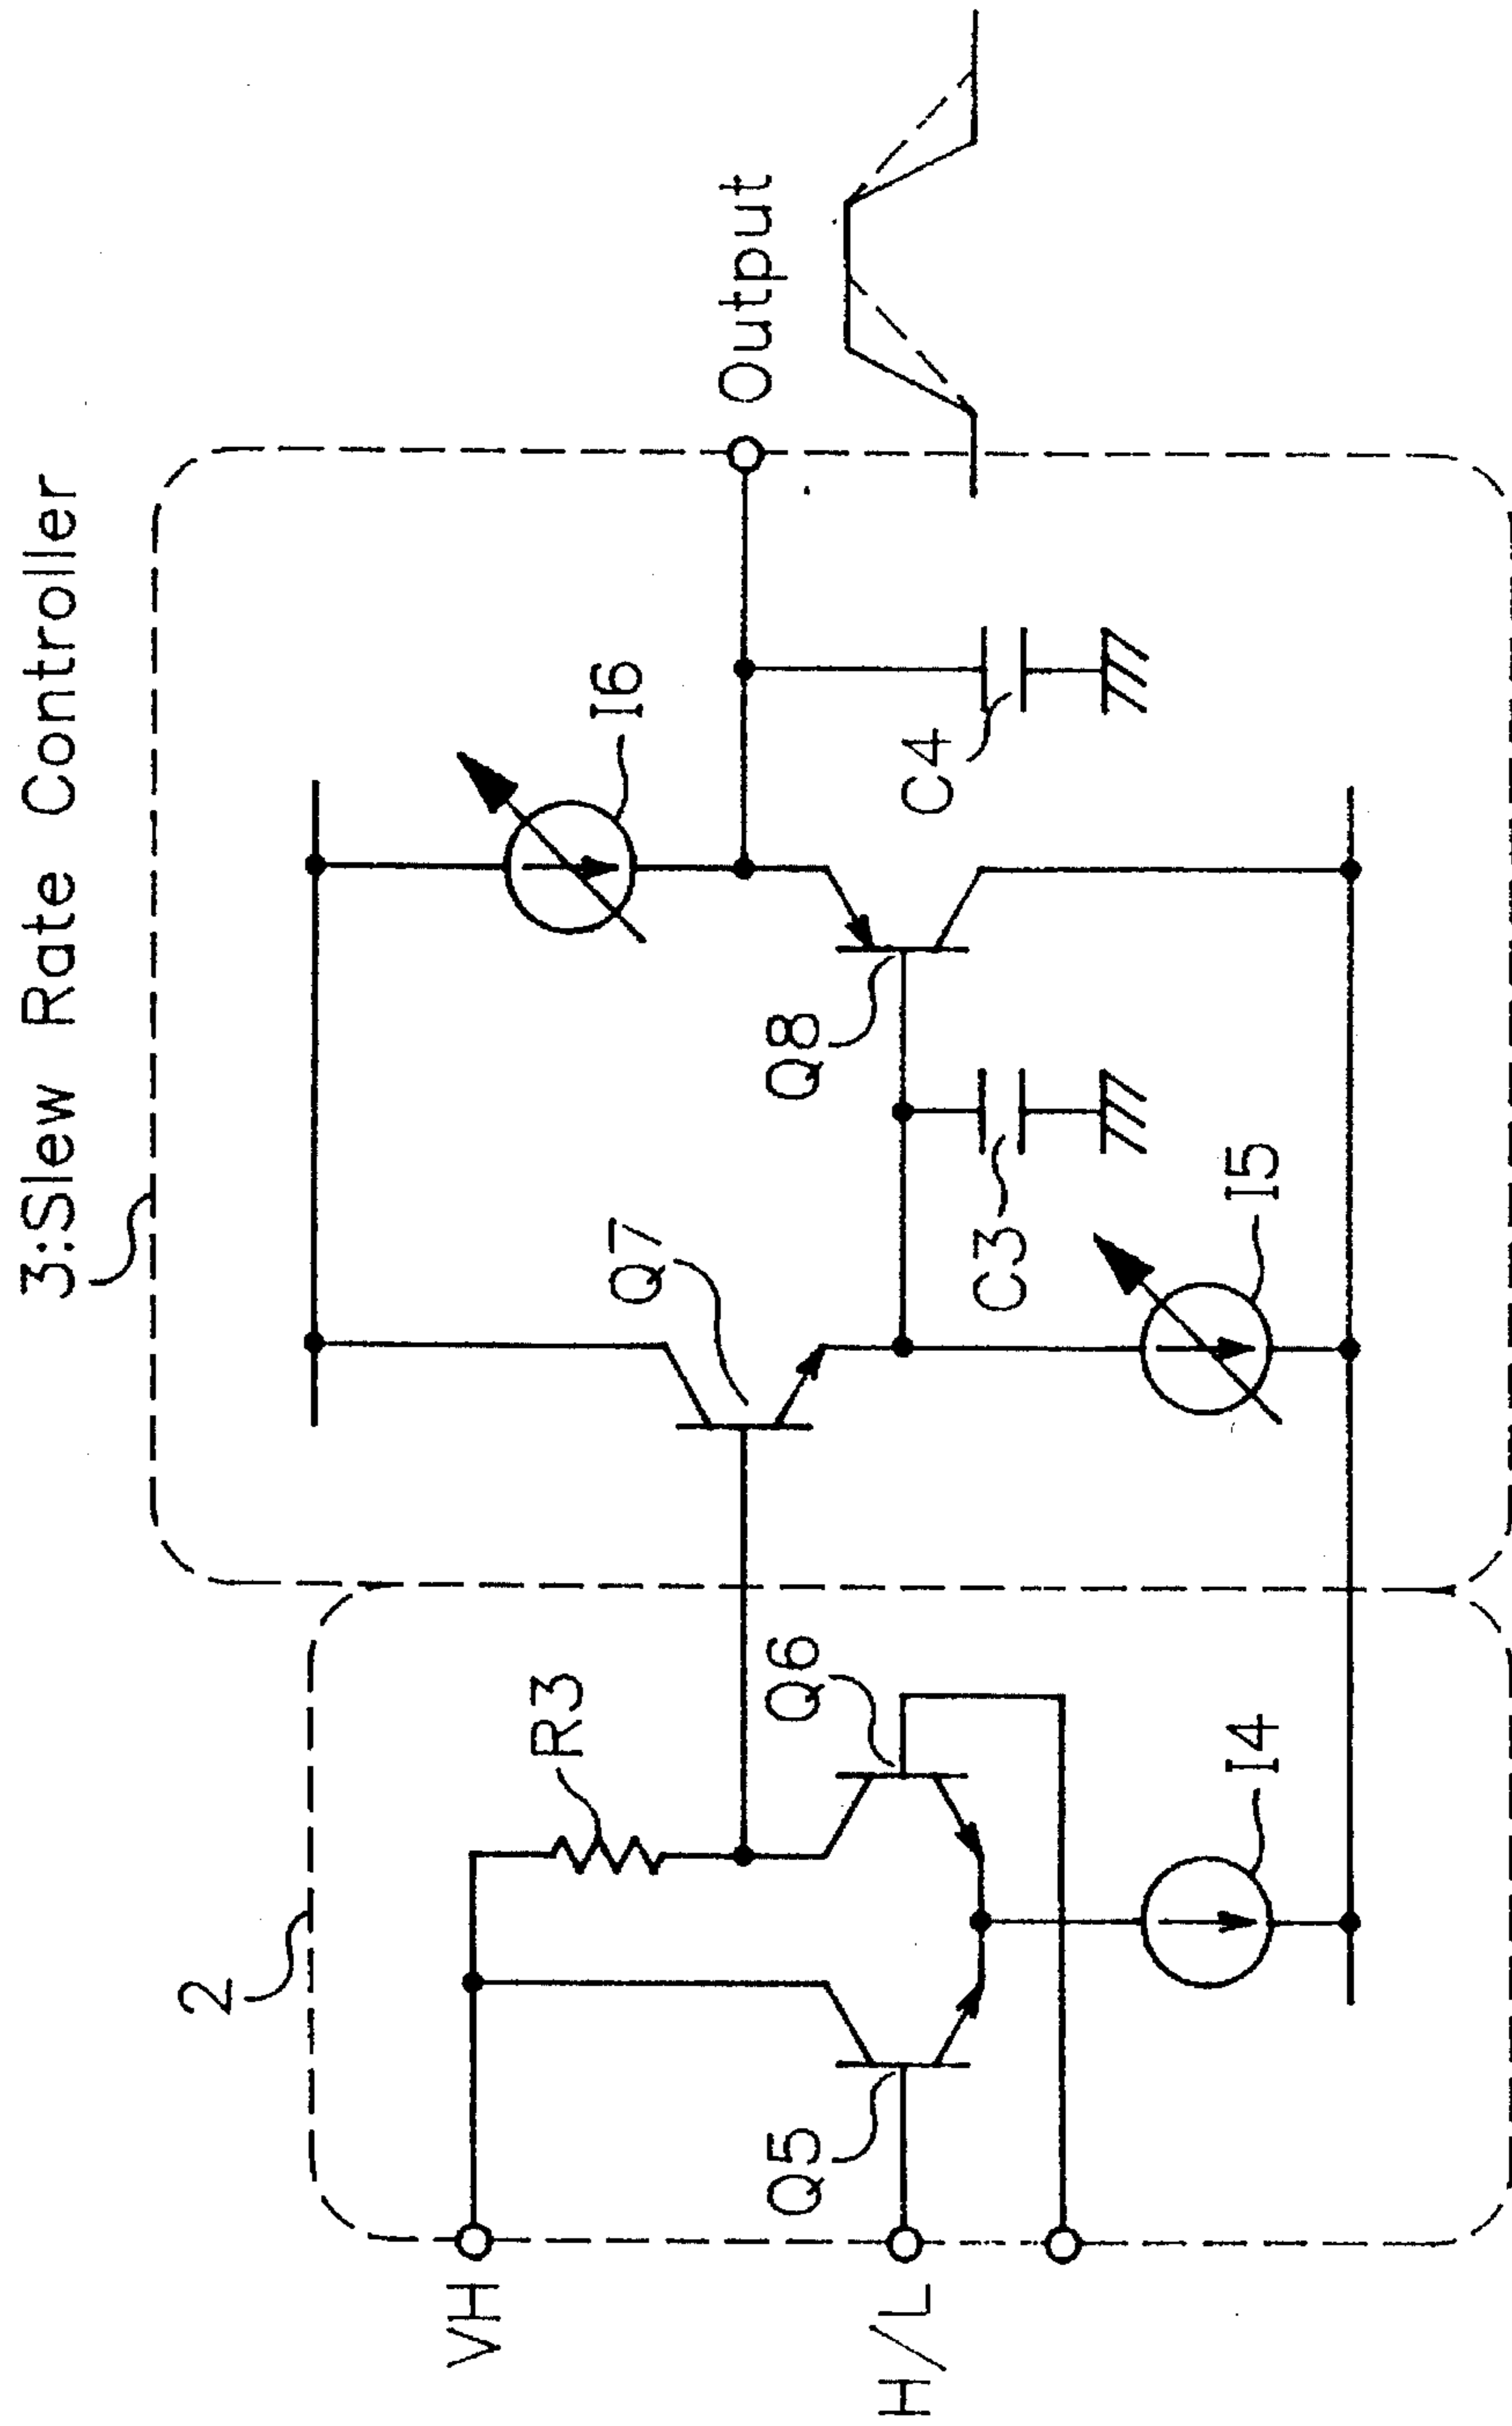 3:Slew Rate Controller
2
VH
H/L
R3
Q5
Q6
I4
Q7
Q8
I6
I5
C3
C4
Output